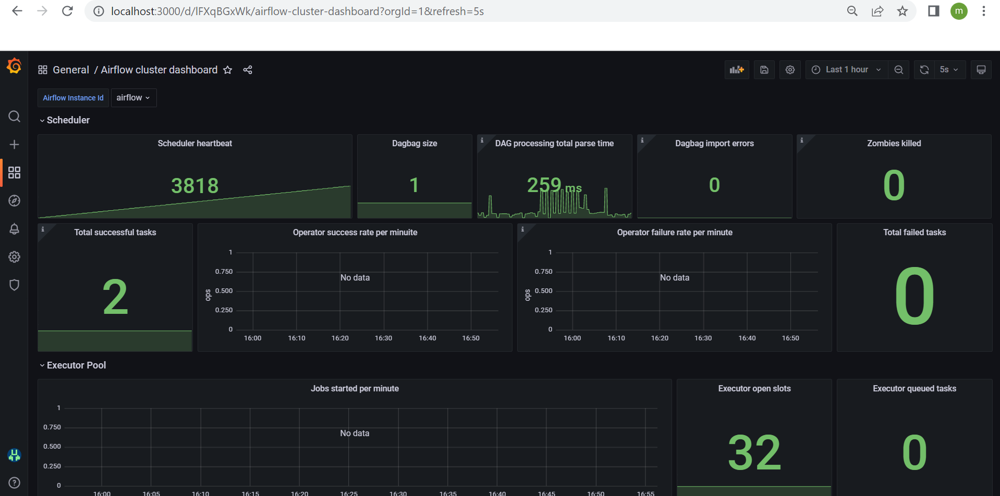 localhost:3000/d/lFXqBGxWk/airflow-cluster-dashboard?orgId=1&refresh=5s
m
General / Airflow cluster dashboard
Last 1 hour
5s
Airflow Instance Id
airflow
Scheduler
Scheduler heartbeat
3818
Dagbag size
1
i
DAG processing total parse time
259 ms
i
Dagbag import errors
0
i
Zombies killed
0
i
Total successful tasks
2
Operator success rate per minuite
1
0.750
0.500
0.250
0
ops
No data
16:00 16:10 16:20 16:30 16:40 16:50
i
Operator failure rate per minute
1
0.750
0.500
0.250
0
ops
No data
16:00 16:10 16:20 16:30 16:40 16:50
Total failed tasks
0
Executor Pool
Jobs started per minute
1
0.750
0.500
0.250
0
No data
16:00 16:05 16:10 16:15 16:20 16:25 16:30 16:35 16:40 16:45 16:50 16:55
Executor open slots
32
Executor queued tasks
0
?